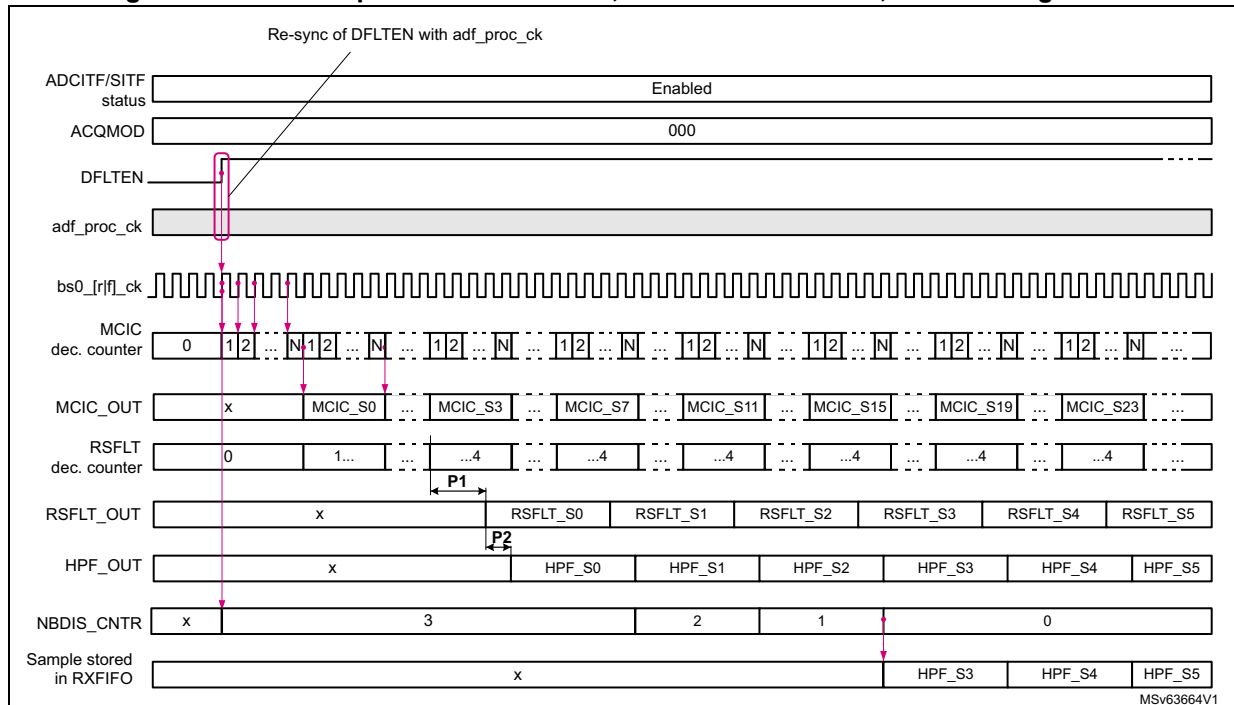 Re-sync of DFLTEN with adf_proc_ck
ADCITF/SITF
status
Enabled
ACQMOD
000
DFLTEN
adf_proc_ck
bs0_[r|f]_ck
MCIC
dec. counter
0 1 2 ... N 1 2 ... N ... 1 2 ... N ... 1 2 ... N ... 1 2 ... N ... 1 2 ... N ... 1 2 ... N ... 1 2 ... N ...
MCIC_OUT
x MCIC_S0 ... MCIC_S3 ... MCIC_S7 ... MCIC_S11 ... MCIC_S15 ... MCIC_S19 ... MCIC_S23 ...
RSFLT
dec. counter
0 1... ... ...4 ... ...4 ... ...4 ... ...4 ... ...4 ... ...4 ...
P1
RSFLT_OUT
x RSFLT_S0 RSFLT_S1 RSFLT_S2 RSFLT_S3 RSFLT_S4 RSFLT_S5
P2
HPF_OUT
x HPF_S0 HPF_S1 HPF_S2 HPF_S3 HPF_S4 HPF_S5
NBDIS_CNTR
x 3 2 1 0
Sample stored
in RXFIFO
x HPF_S3 HPF_S4 HPF_S5
MSv63664V1